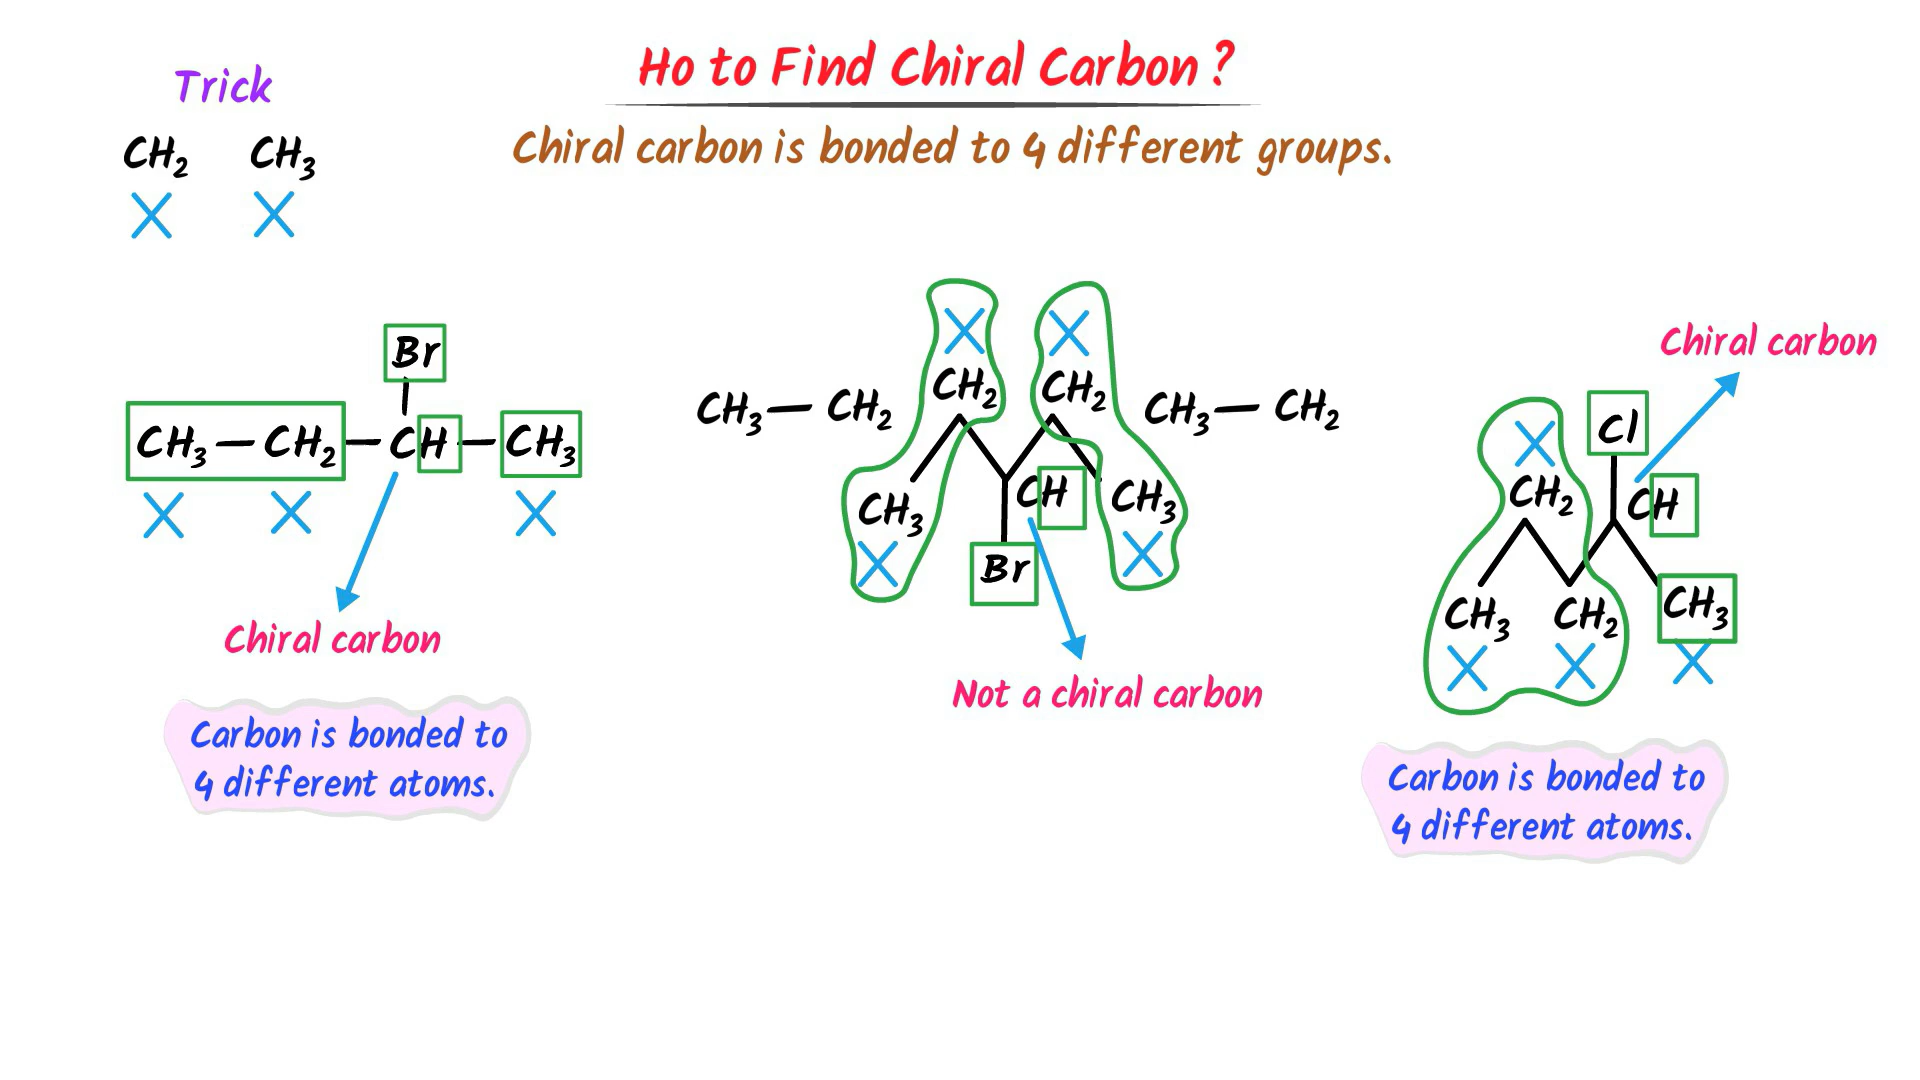 Ho to Find Chiral Carbon ?
Trick
Chiral carbon is bonded to 4 different groups.
CH₂ CH₃
X X
Br
CH₃ — CH₂ — CH — CH₃
X X X
Chiral carbon
Carbon is bonded to
4 different atoms.
X X
CH₂ CH₂
CH₃ — CH₂ CH₃ — CH₂
CH₃ CH CH₃
X X
Br
Not a chiral carbon
Chiral carbon
Cl
X
CH₂ CH
CH₃ CH₂ CH₃
X X X
Carbon is bonded to
4 different atoms.